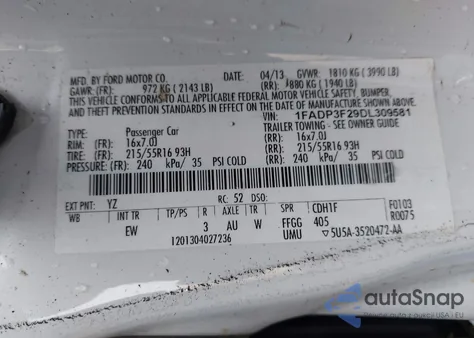 MFD. BY FORD MOTOR CO. DATE: 04/13 GVWR: 1810 KG ( 3990 LB)
GAWR: (FR): 972 KG ( 2143 LB) (RR): 880 KG ( 1940 LB)
THIS VEHICLE CONFORMS TO ALL APPLICABLE FEDERAL MOTOR VEHICLE SAFETY, BUMPER,
AND THEFT PREVENTION STANDARDS IN EFFECT ON THE DATE OF MANUFACTURE SHOWN ABOVE.
VIN: 1FADP3F29DL309581
TYPE: Passenger Car TIRES - SEE OWNER GUIDE
RIM: (FR) 16x7.0J (RR): 16x7.0J
TIRE: (FR) 215/55R16 93H (RR): 215/55R16 93H
PRESSURE: (FR) 240 kPa/ 35 PSI COLD (RR): 240 kPa/ 35 PSI COLD
EXT PNT: YZ RC: 52 DSO: F0103
WB INT TR TP/PS R AXLE TR SPR CDH1F R0075
EW 3 AU W FFGG 405
1201304027236 UMU 5U5A-3520472-AA
autoSnap